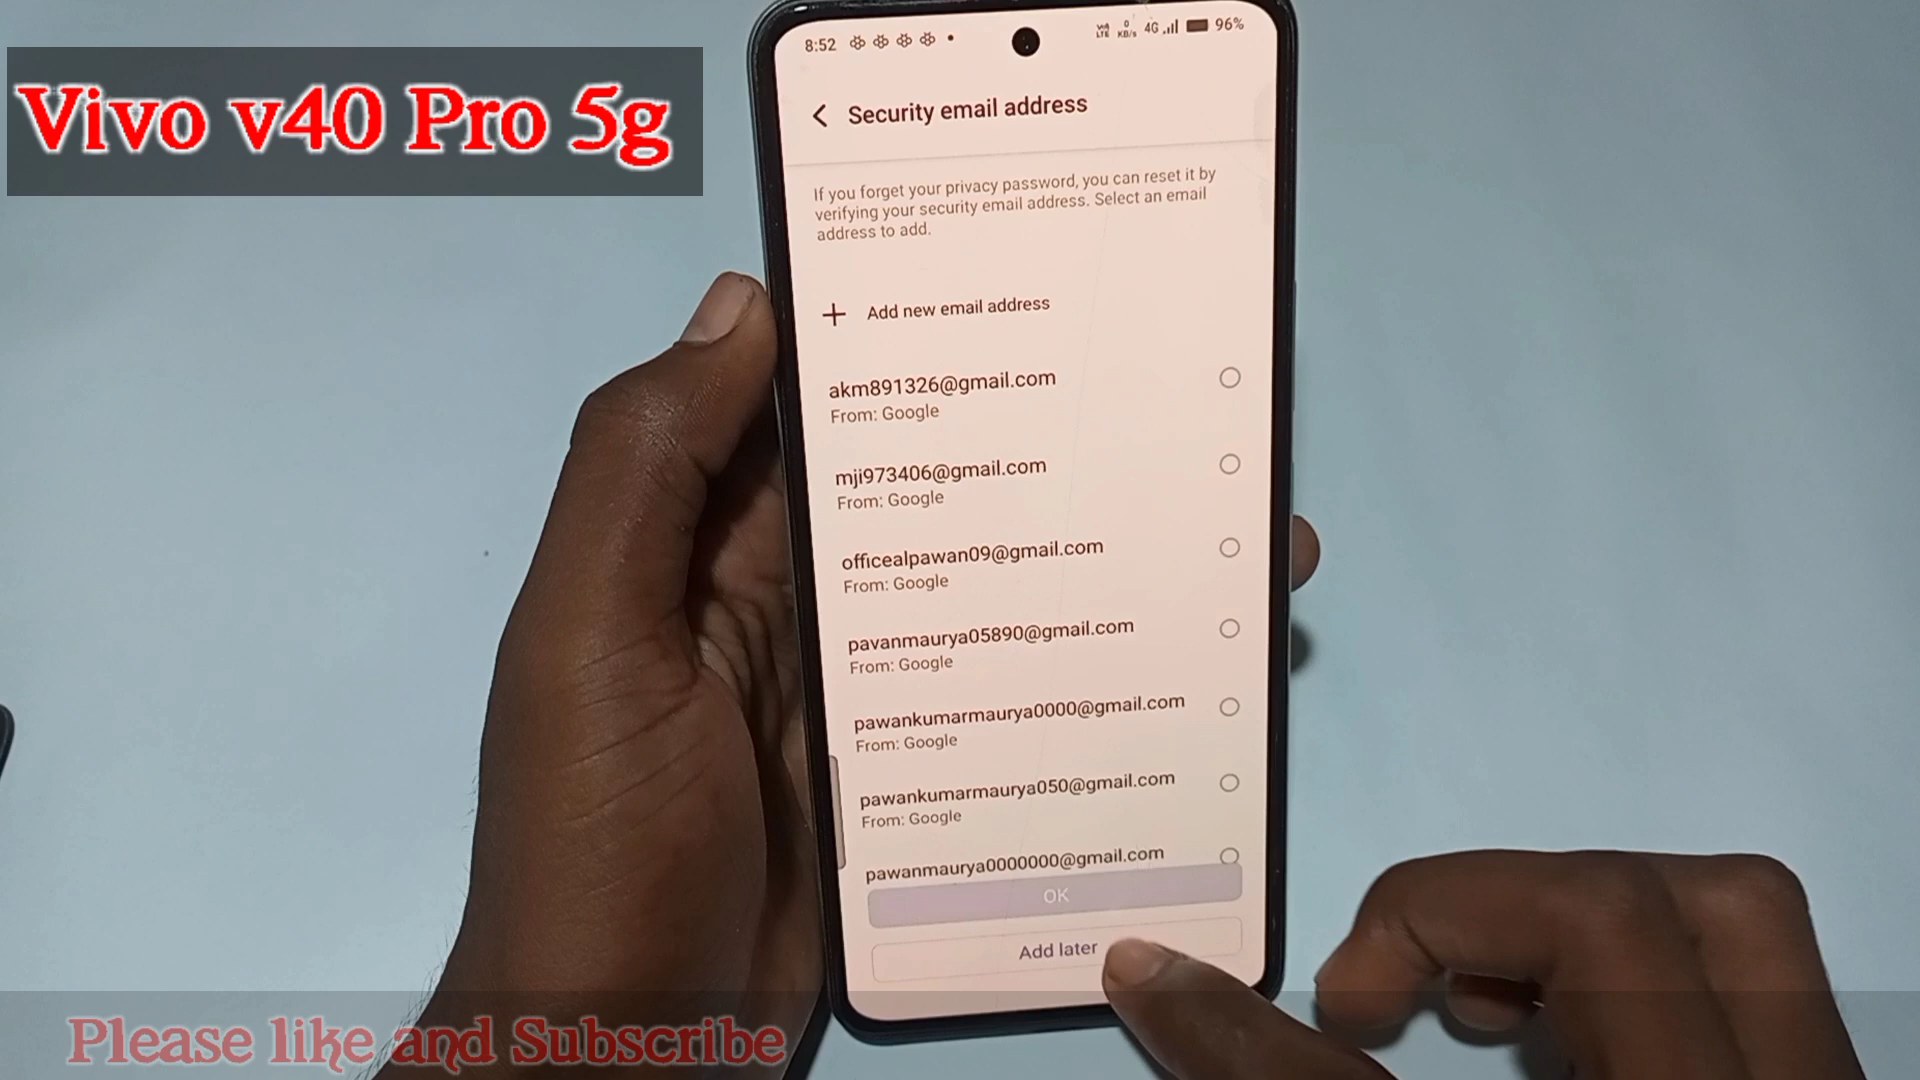 Vivo v40 Pro 5g
8:52
4G 96%
Security email address
If you forget your privacy password, you can reset it by
verifying your security email address. Select an email
address to add.
Add new email address
akm891326@gmail.com
From: Google
mji973406@gmail.com
From: Google
officealpawan09@gmail.com
From: Google
pavanmaurya05890@gmail.com
From: Google
pawankumarmaurya0000@gmail.com
From: Google
pawankumarmaurya050@gmail.com
From: Google
pawanmaurya0000000@gmail.com
OK
Add later
Please like and Subscribe